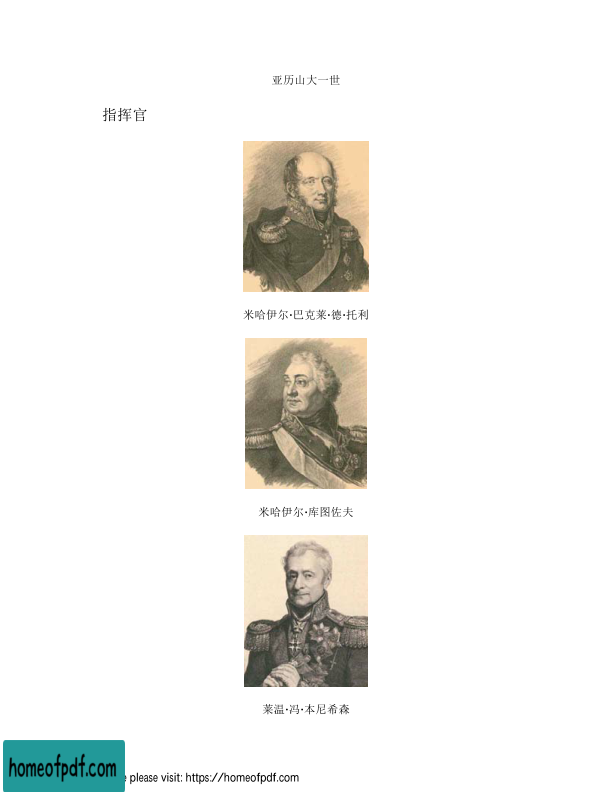 亚历山大一世
指挥官
米哈伊尔·巴克莱·德·托利
米哈伊尔·库图佐夫
莱温·冯·本尼希森
homeofpdf.com
please visit: https://homeofpdf.com